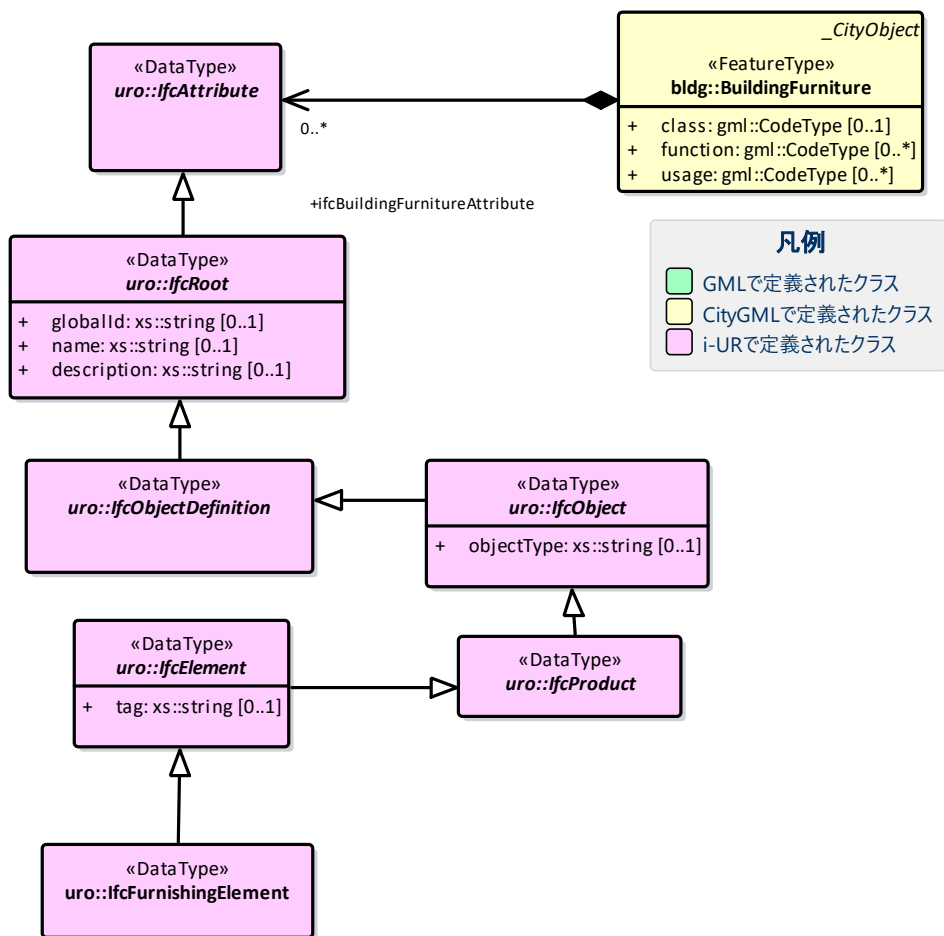 «DataType»
uro::IfcAttribute
_CityObject
«FeatureType»
bldg::BuildingFurniture
+ class: gml::CodeType [0..1]
+ function: gml::CodeType [0..*]
+ usage: gml::CodeType [0..*]
0..*
+ifcBuildingFurnitureAttribute
«DataType»
uro::IfcRoot
+ globalId: xs::string [0..1]
+ name: xs::string [0..1]
+ description: xs::string [0..1]
凡例
GMLで定義されたクラス
CityGMLで定義されたクラス
i-URで定義されたクラス
«DataType»
uro::IfcObjectDefinition
«DataType»
uro::IfcObject
+ objectType: xs::string [0..1]
«DataType»
uro::IfcElement
+ tag: xs::string [0..1]
«DataType»
uro::IfcProduct
«DataType»
uro::IfcFurnishingElement